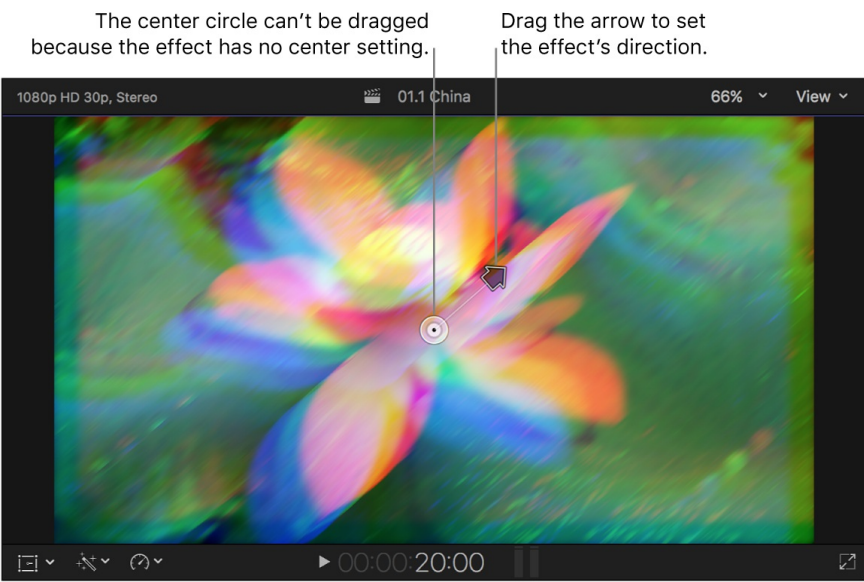 The center circle can’t be dragged
because the effect has no center setting.
Drag the arrow to set
the effect’s direction.
1080p HD 30p, Stereo
01.1 China
66%
View
00:00:20:00